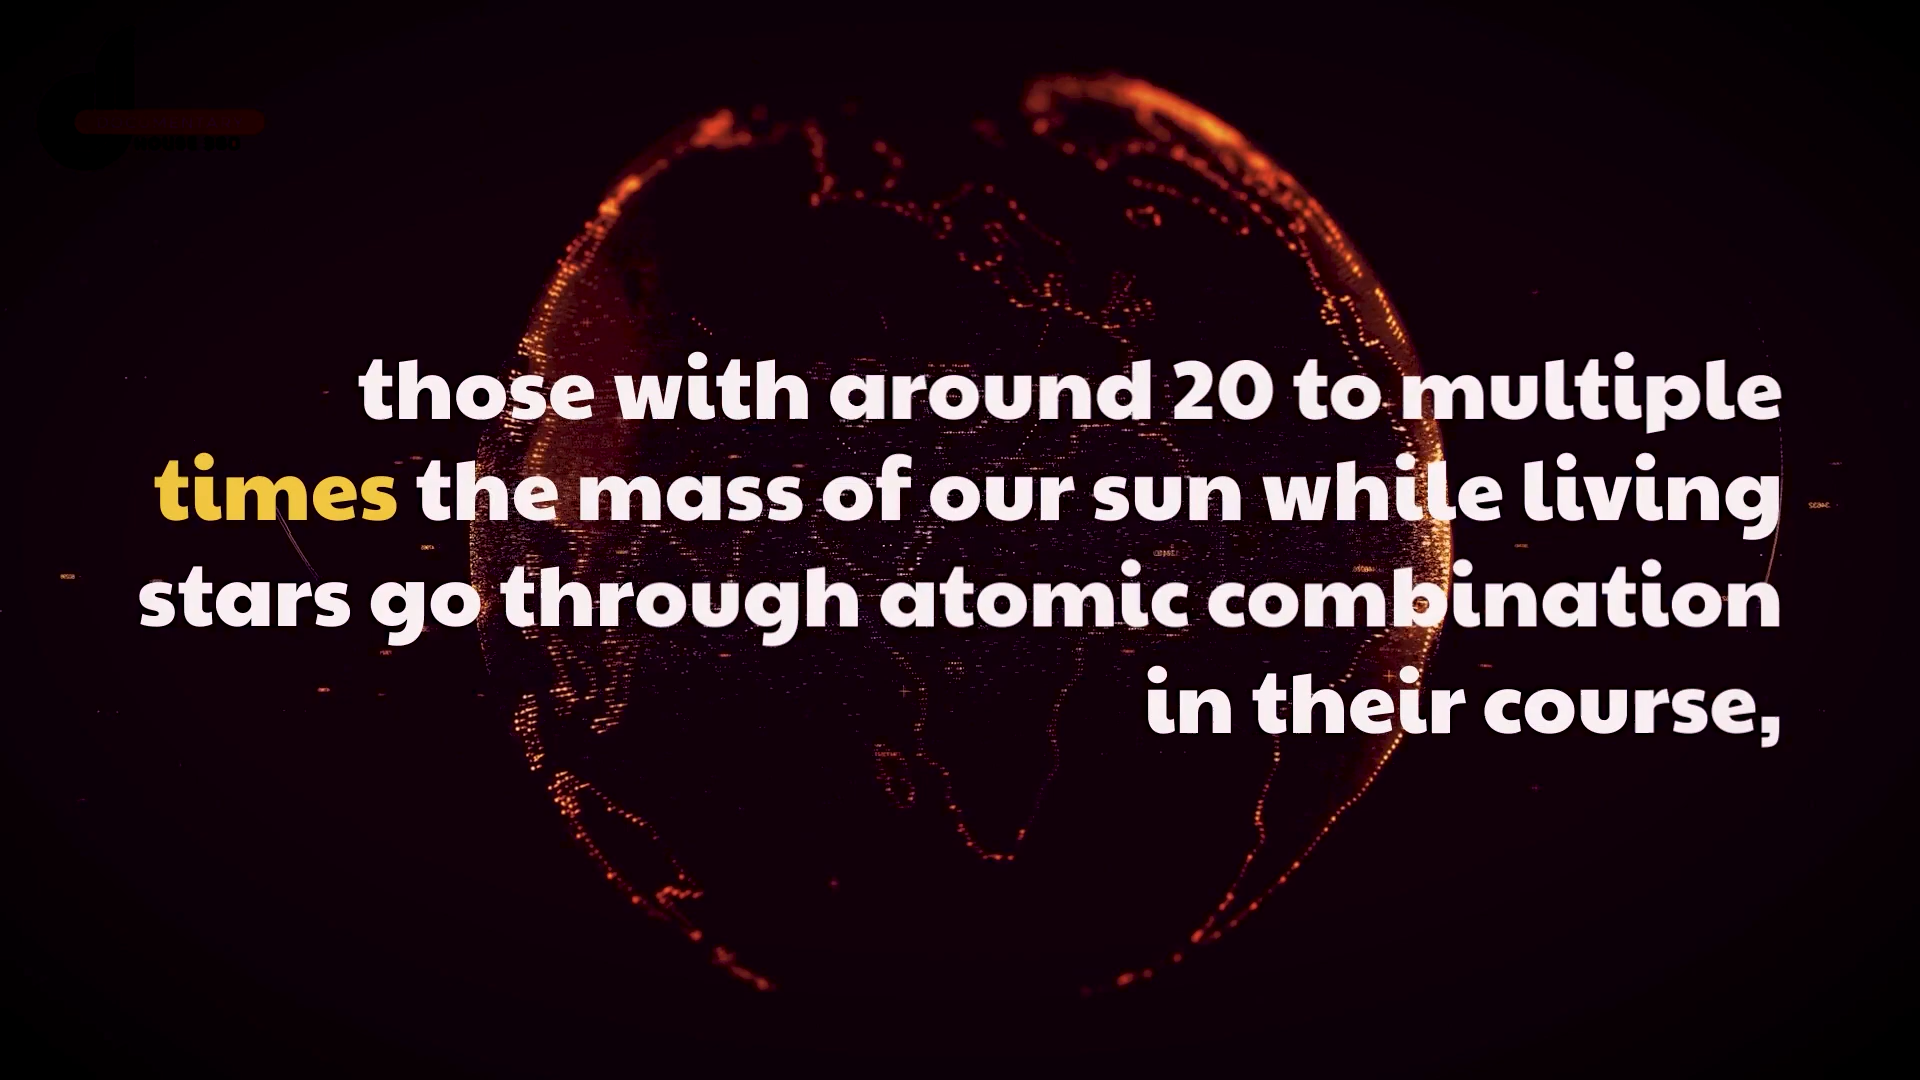 those with around 20 to multiple
times the mass of our sun while living
stars go through atomic combination
in their course,